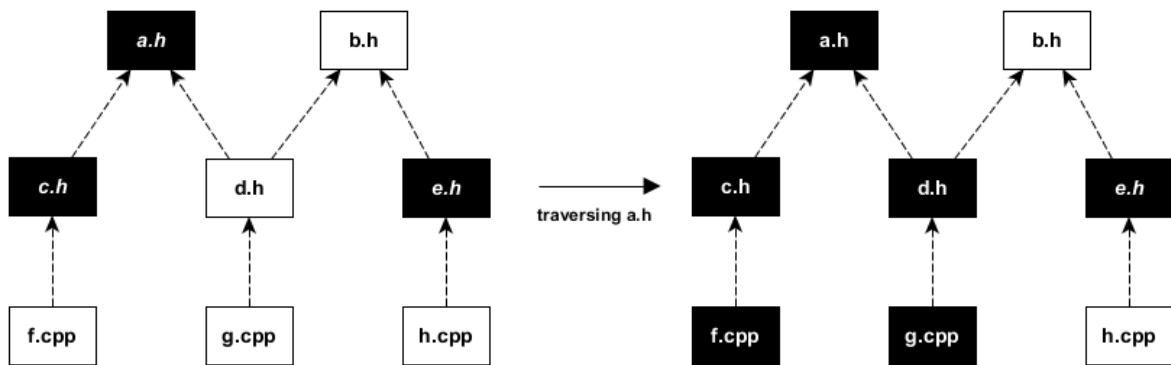 a.h
b.h
a.h
b.h
c.h
d.h
e.h
traversing a.h
c.h
d.h
e.h
f.cpp
g.cpp
h.cpp
f.cpp
g.cpp
h.cpp